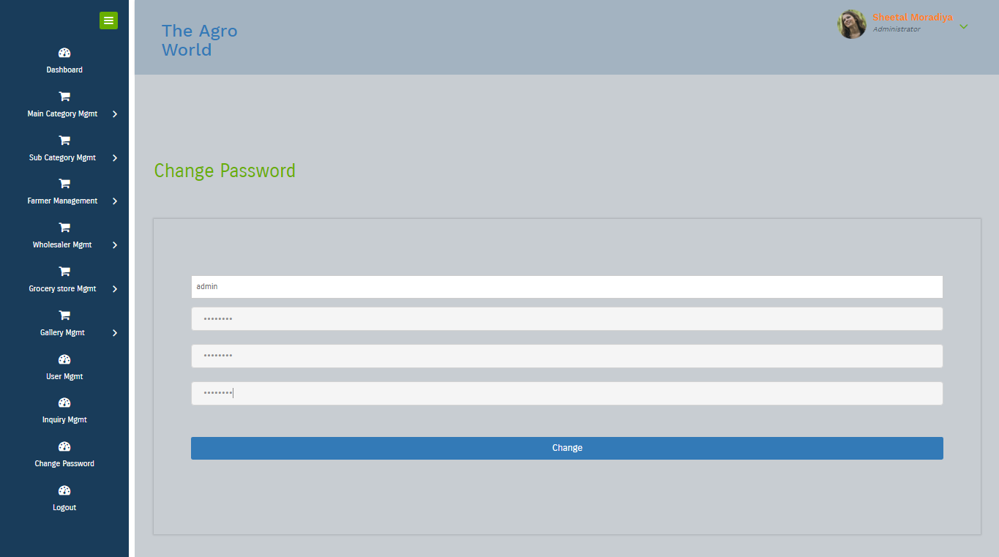 Dashboard
Main Category Mgmt
Sub Category Mgmt
Farmer Management
Wholesaler Mgmt
Grocery store Mgmt
Gallery Mgmt
User Mgmt
Inquiry Mgmt
Change Password
Logout
The Agro
World
Sheetal Moradiya
Administrator
Change Password
admin
••••••••
••••••••
••••••••
Change